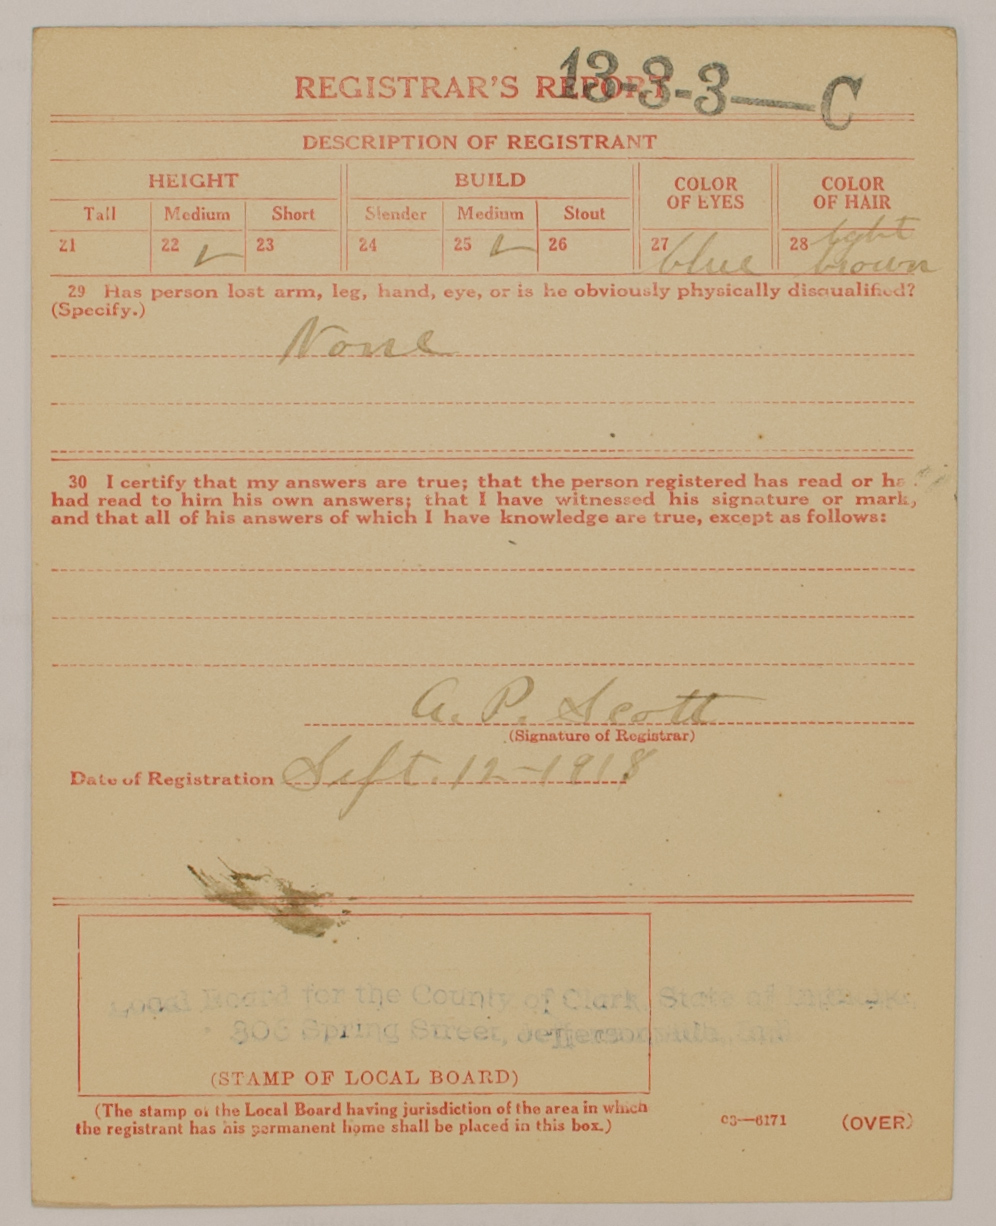 REGISTRAR'S REPORT
13-3-3—C
DESCRIPTION OF REGISTRANT
HEIGHT BUILD COLOR OF EYES COLOR OF HAIR
Tall Medium Short Slender Medium Stout
21 22 ✓ 23 24 25 ✓ 26 27 blue 28 light brown
29 Has person lost arm, leg, hand, eye, or is he obviously physically disqualified?
(Specify.)
None
30 I certify that my answers are true; that the person registered has read or has
had read to him his own answers; that I have witnessed his signature or mark,
and that all of his answers of which I have knowledge are true, except as follows:
A. P. Scott
(Signature of Registrar)
Date of Registration Sept. 12-1918
Local Board for the County of Clark, State of Indiana
306 Spring Street, Jeffersonville, Ind
(STAMP OF LOCAL BOARD)
(The stamp of the Local Board having jurisdiction of the area in which
the registrant has his permanent home shall be placed in this box.)
03—6171 (OVER)